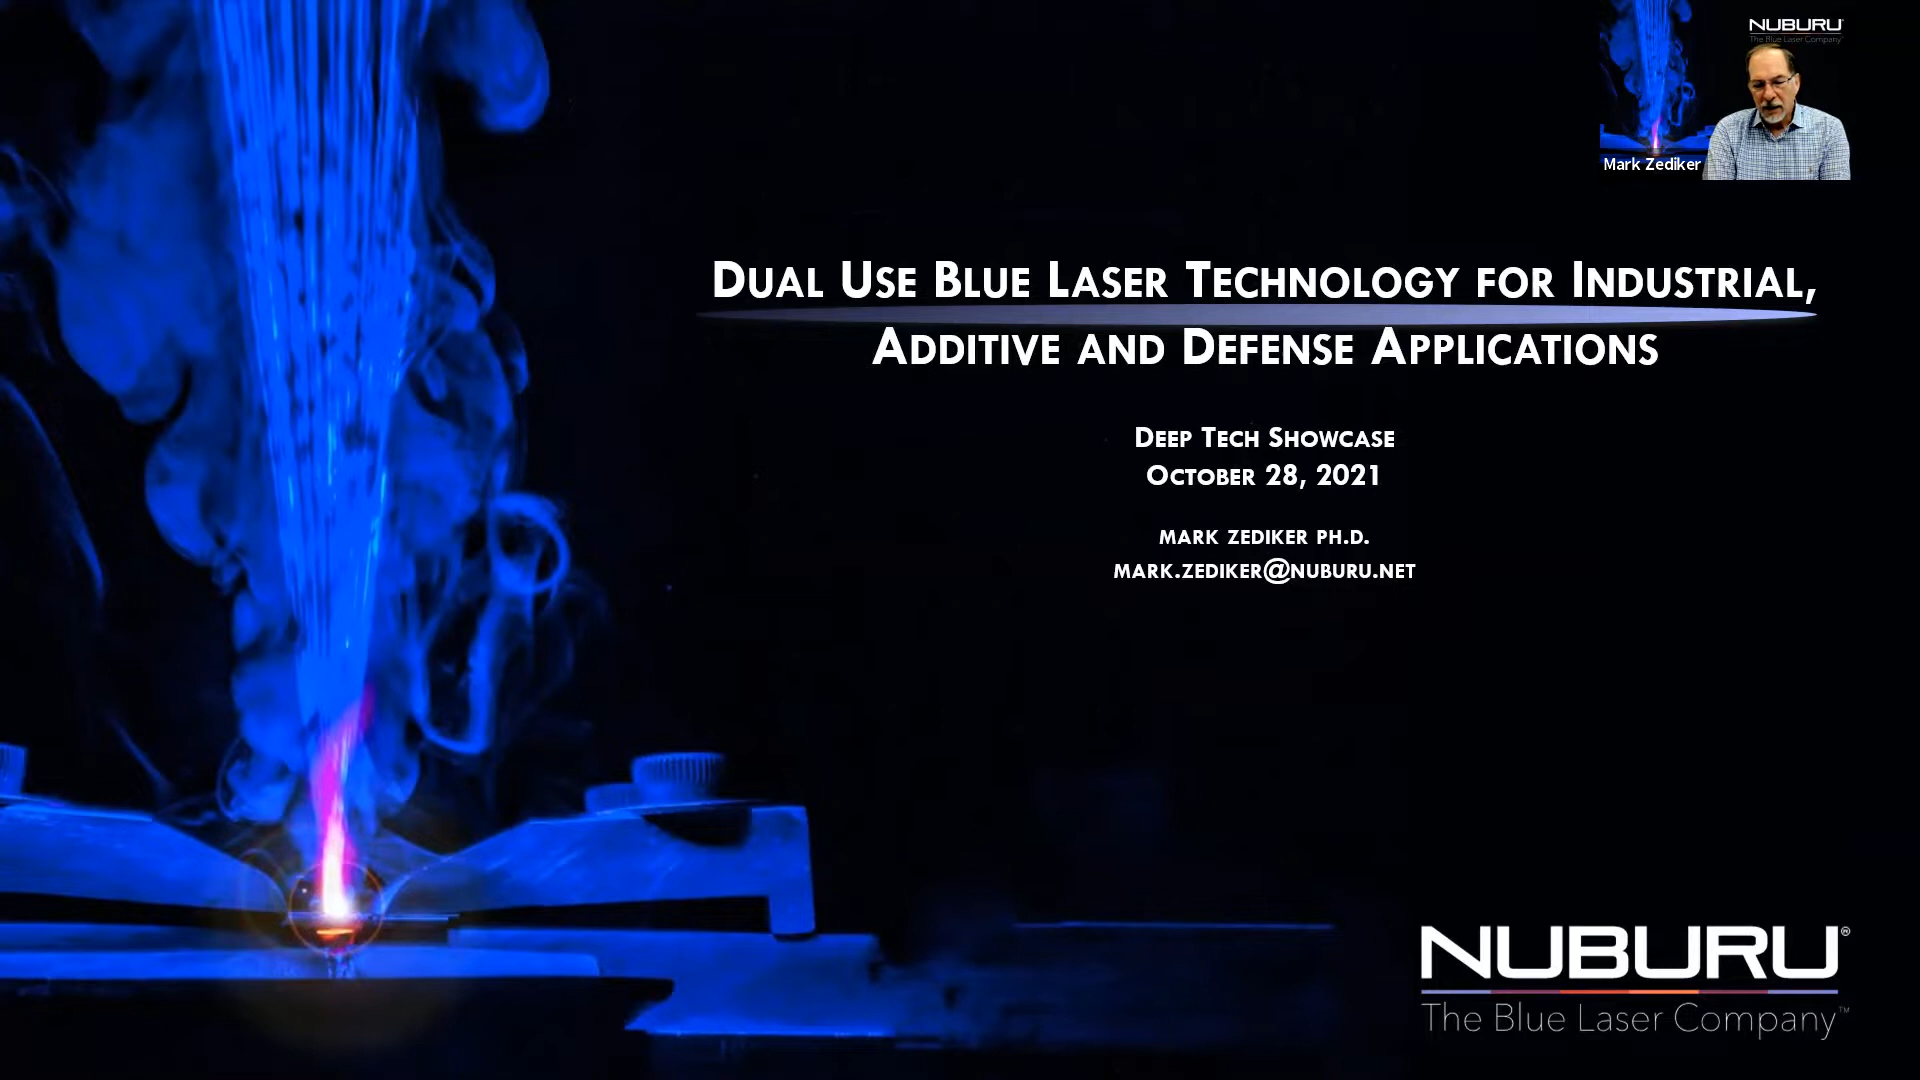 NUBURU
The Blue Laser Company
Mark Zediker
DUAL USE BLUE LASER TECHNOLOGY FOR INDUSTRIAL,
ADDITIVE AND DEFENSE APPLICATIONS
DEEP TECH SHOWCASE
OCTOBER 28, 2021
MARK ZEDIKER PH.D.
MARK.ZEDIKER@NUBURU.NET
NUBURU®
The Blue Laser Company™